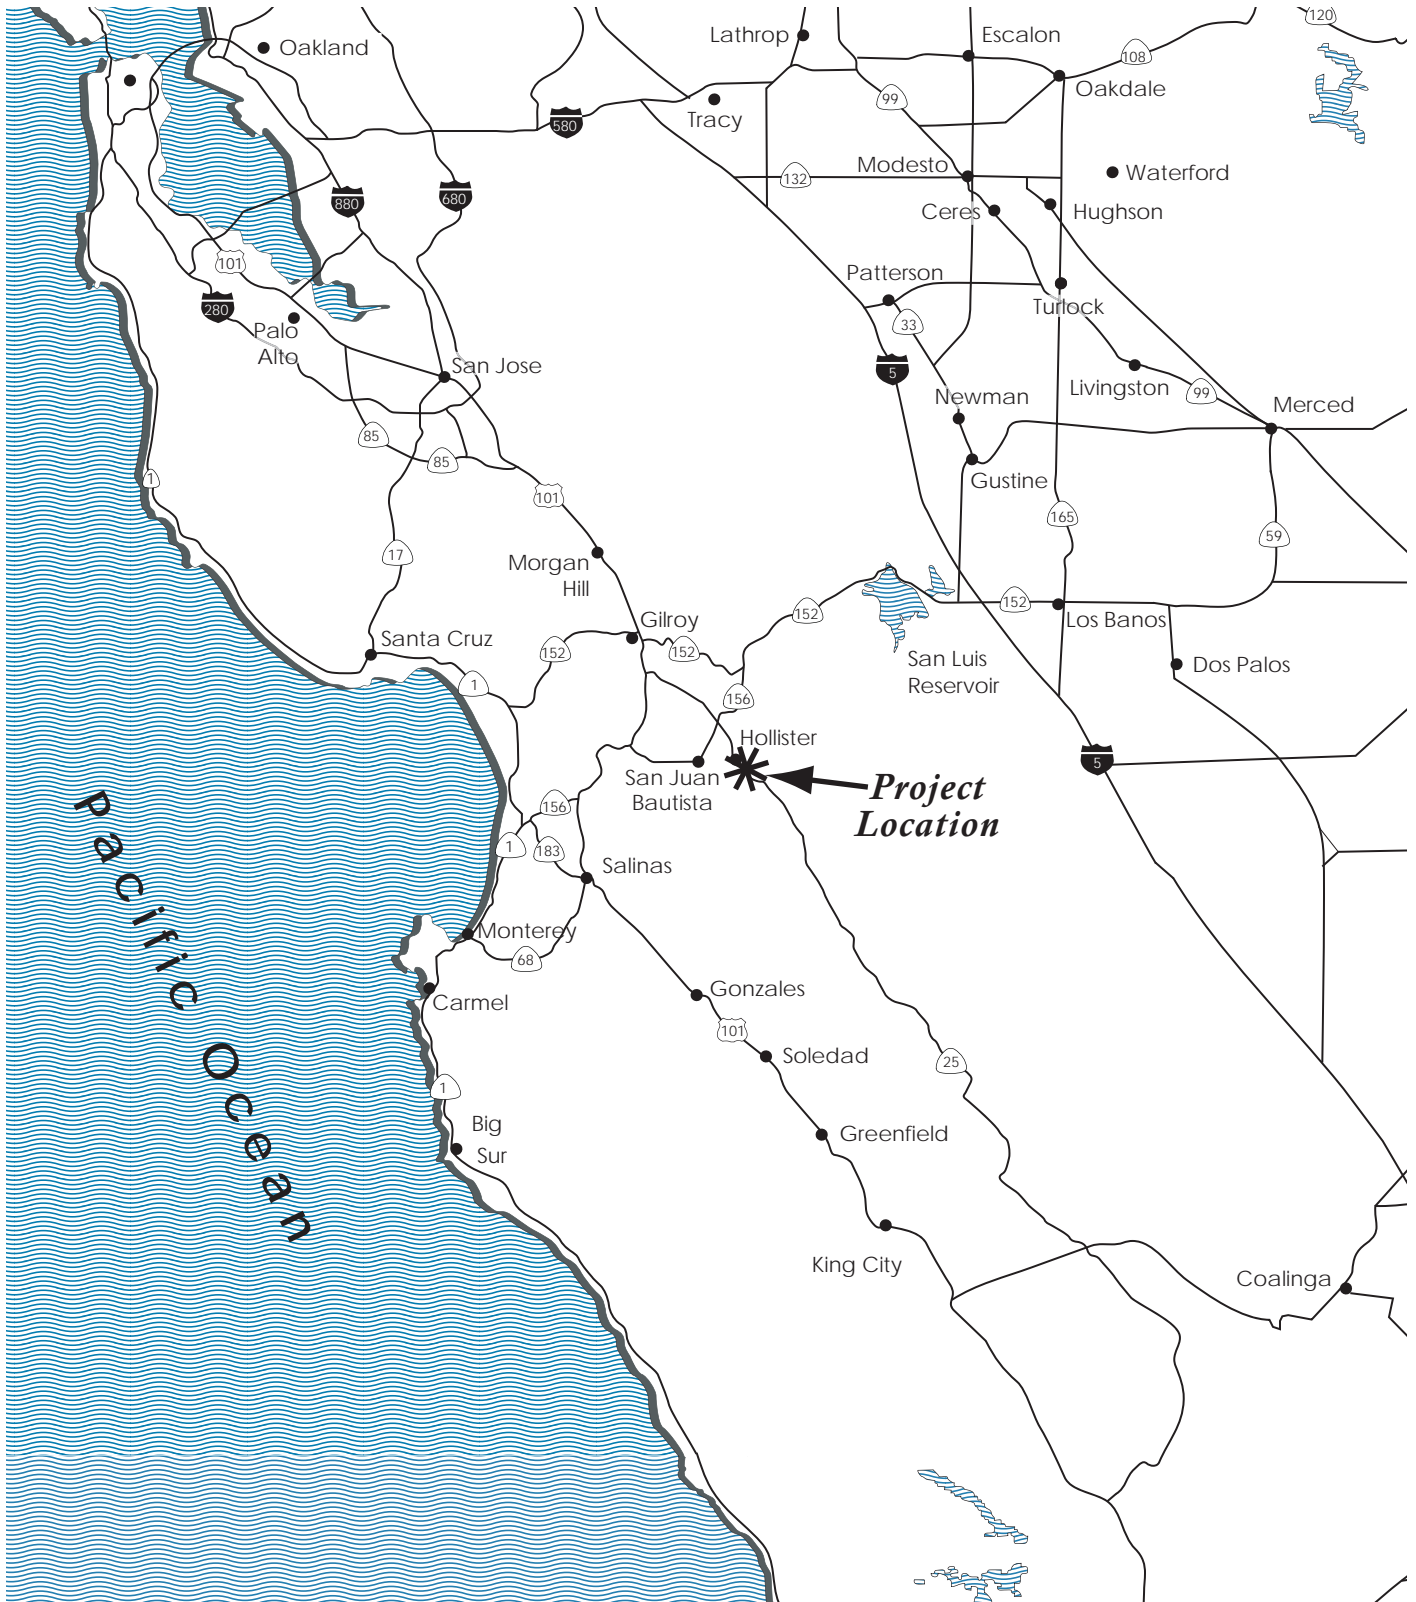 120
Lathrop
Escalon
Oakland
108
Oakdale
99
Tracy
580
Modesto
Waterford
132
680
880
Ceres
Hughson
101
Patterson
280
Turlock
33
Palo
Alto
San Jose
5
Livingston
99
Newman
Merced
85
85
Gustine
1
101
165
59
17
Morgan
Hill
152
152
Gilroy
Los Banos
Santa Cruz
152
152
San Luis
Reservoir
Dos Palos
1
156
Hollister
5
San Juan
Bautista
Project
Location
156
1
183
Salinas
Pacific Ocean
Monterey
68
Gonzales
Carmel
101
Soledad
25
1
Big
Sur
Greenfield
King City
Coalinga